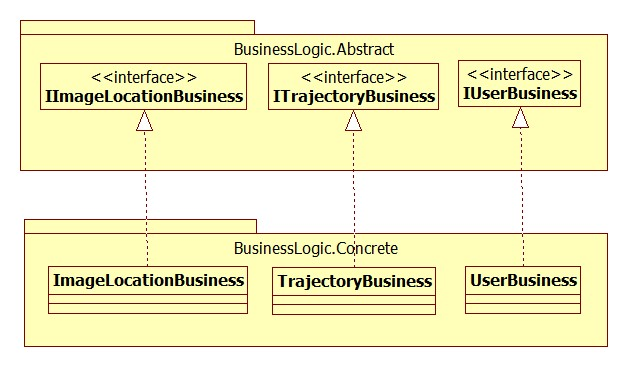 BusinessLogic.Abstract
<<interface>>
IImageLocationBusiness
<<interface>>
ITrajectoryBusiness
<<interface>>
IUserBusiness
BusinessLogic.Concrete
ImageLocationBusiness
TrajectoryBusiness
UserBusiness